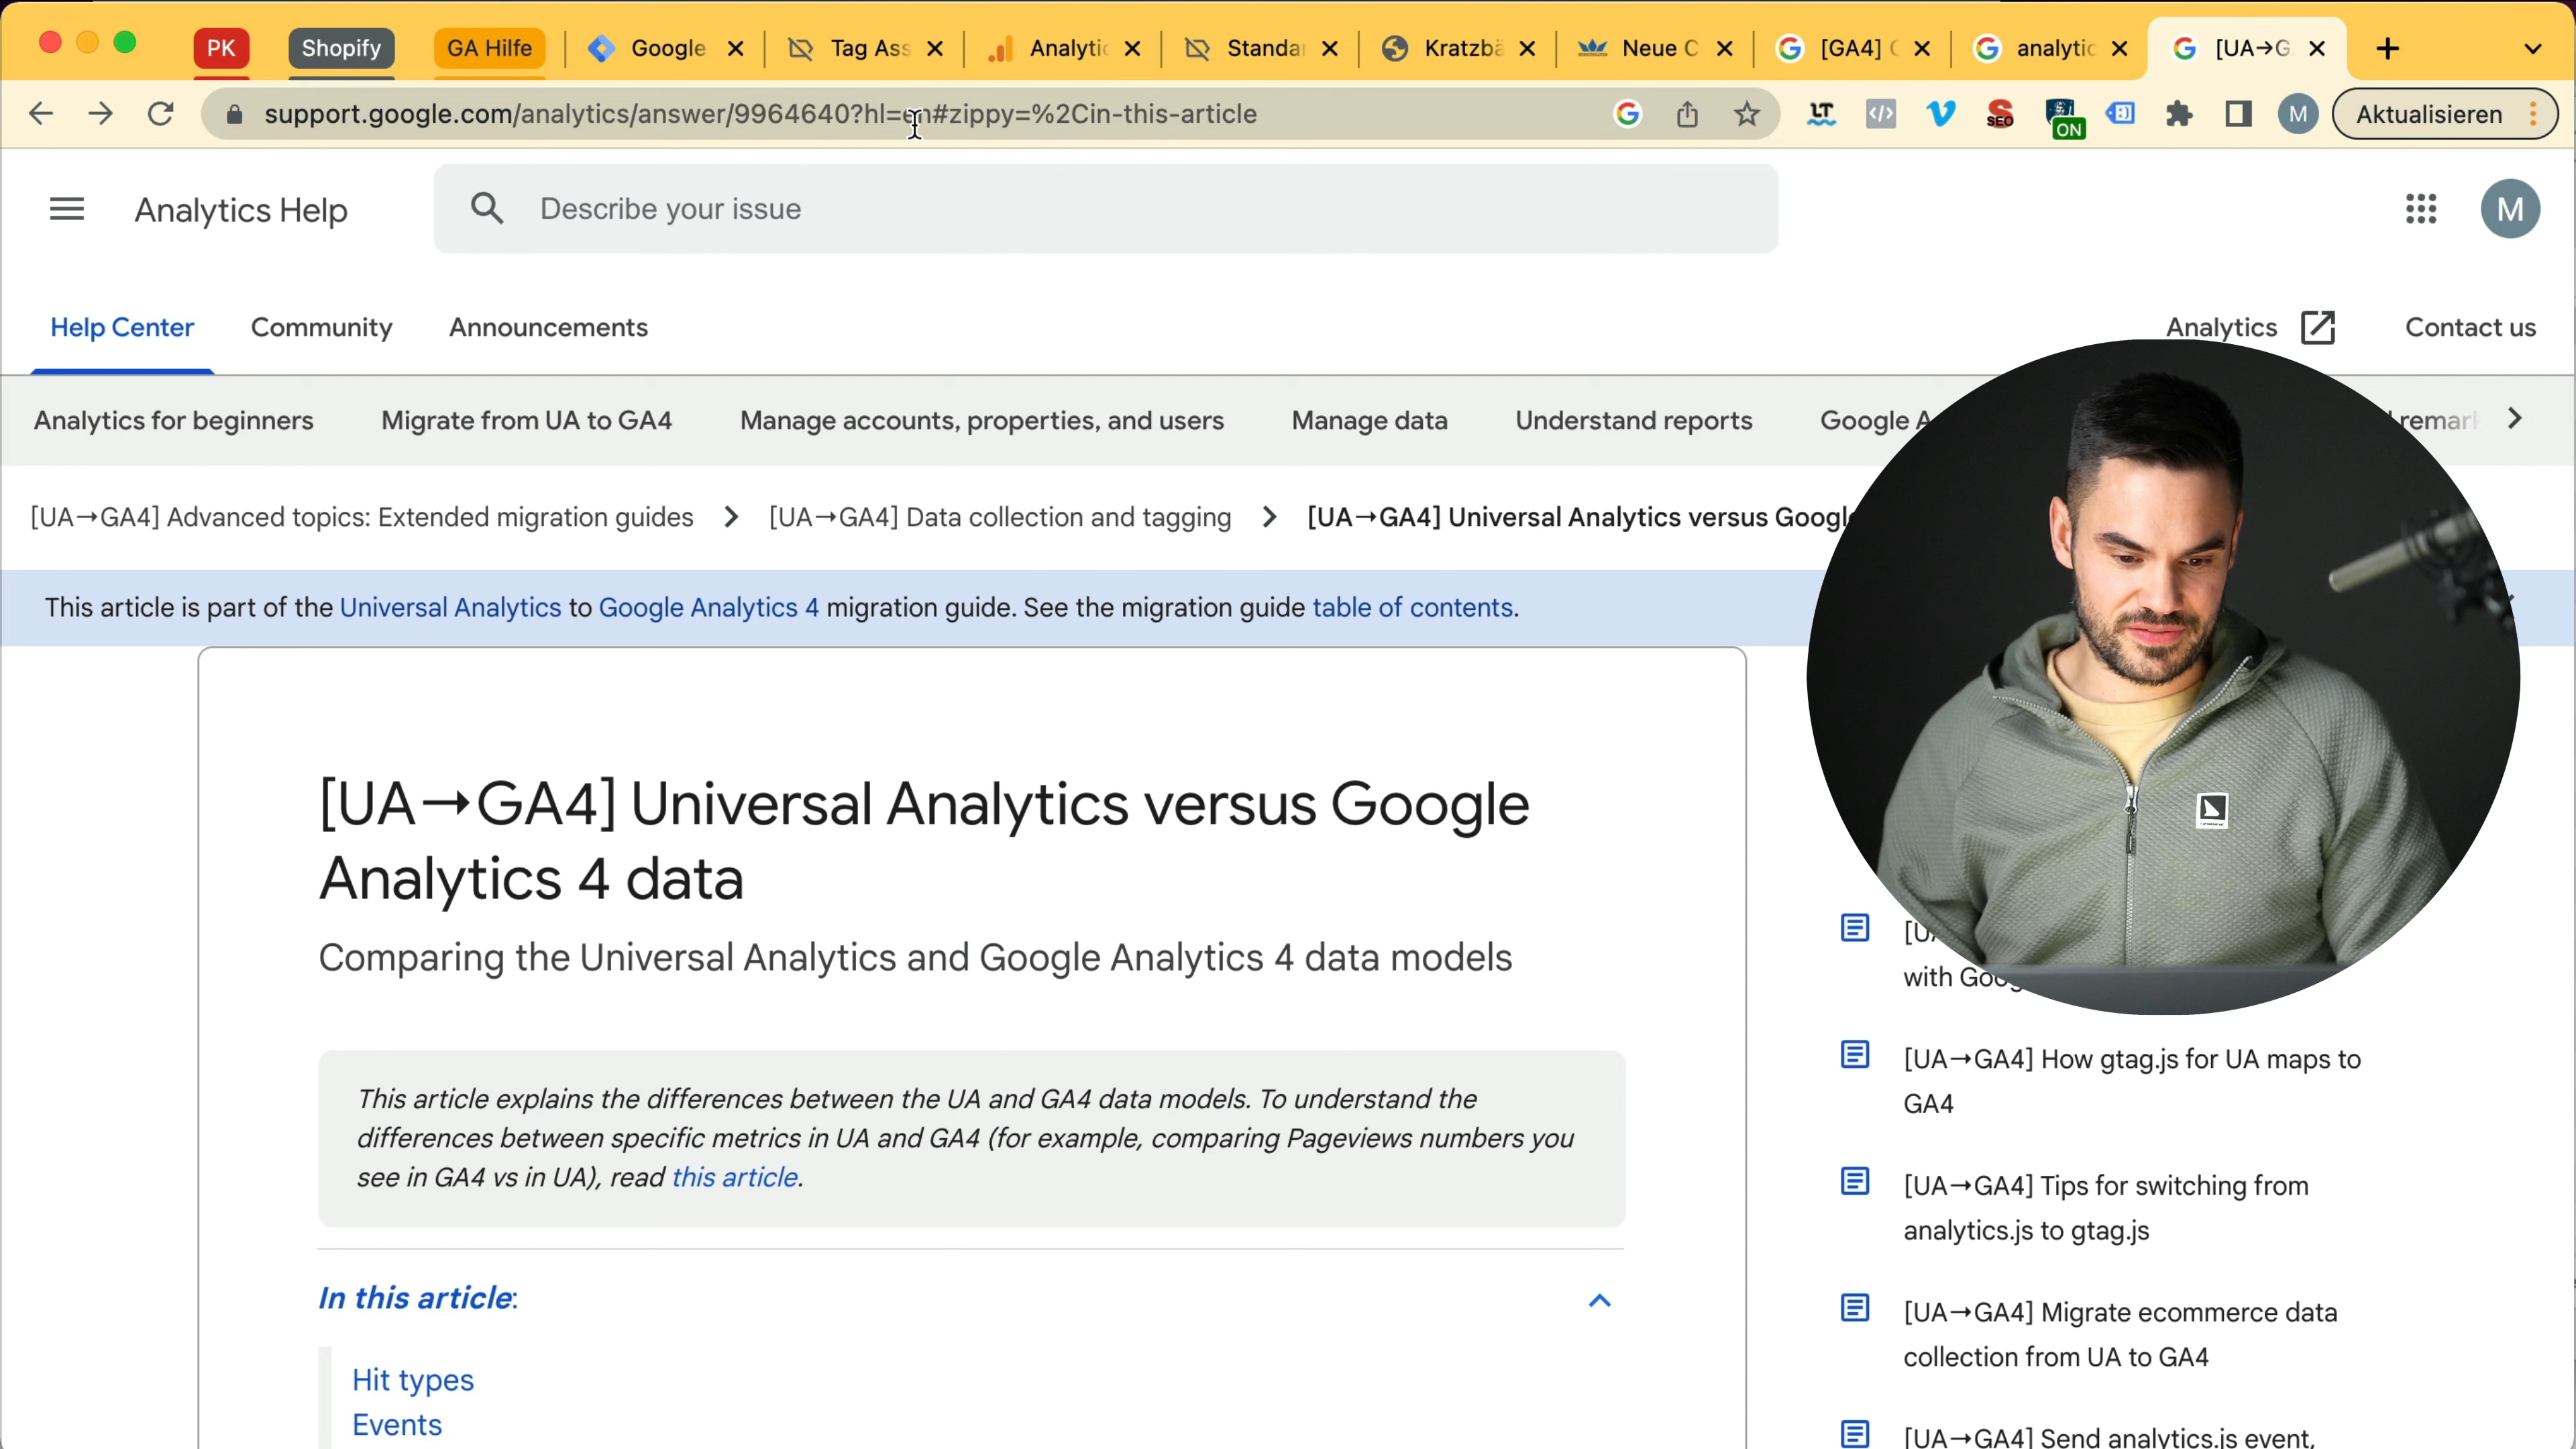 PK Shopify GA Hilfe Google Tag Ass Analytic Standar Kratzbä Neue C [GA4] analytic [UA→G
support.google.com/analytics/answer/9964640?hl=en#zippy=%2Cin-this-article LT SEO ON M Aktualisieren
Analytics Help Describe your issue M
Help Center Community Announcements Analytics Contact us
Analytics for beginners Migrate from UA to GA4 Manage accounts, properties, and users Manage data Understand reports Google A remark
[UA→GA4] Advanced topics: Extended migration guides > [UA→GA4] Data collection and tagging > [UA→GA4] Universal Analytics versus Google
This article is part of the Universal Analytics to Google Analytics 4 migration guide. See the migration guide table of contents.
[UA→GA4] Universal Analytics versus Google
Analytics 4 data
Comparing the Universal Analytics and Google Analytics 4 data models
This article explains the differences between the UA and GA4 data models. To understand the
differences between specific metrics in UA and GA4 (for example, comparing Pageviews numbers you
see in GA4 vs in UA), read this article.
In this article:
Hit types
Events
[UA
with Goog
[UA→GA4] How gtag.js for UA maps to
GA4
[UA→GA4] Tips for switching from
analytics.js to gtag.js
[UA→GA4] Migrate ecommerce data
collection from UA to GA4
[UA→GA4] Send analytics.js event,